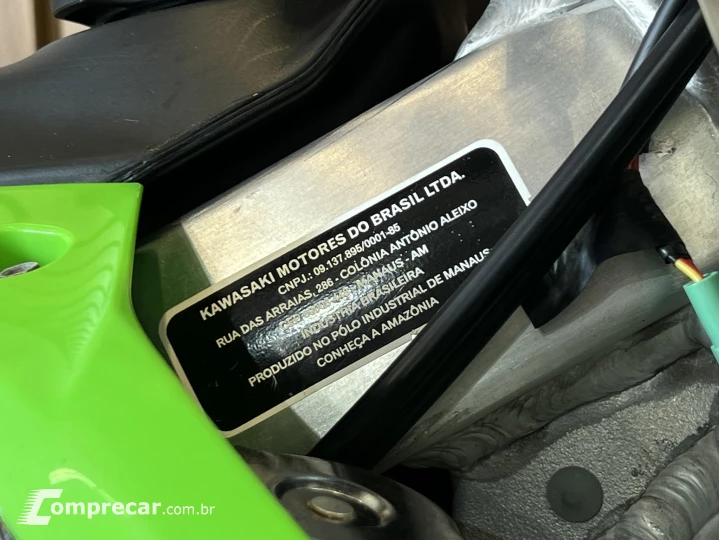 KAWASAKI MOTORES DO BRASIL LTDA.
CNPJ.: 09.137.895/0001-85
RUA DAS ARRAIAS, 286 - COLÔNIA ANTÔNIO ALEIXO
MANAUS - AM
INDÚSTRIA BRASILEIRA
PRODUZIDO NO PÓLO INDUSTRIAL DE MANAUS
CONHEÇA A AMAZÔNIA
Comprecar.com.br